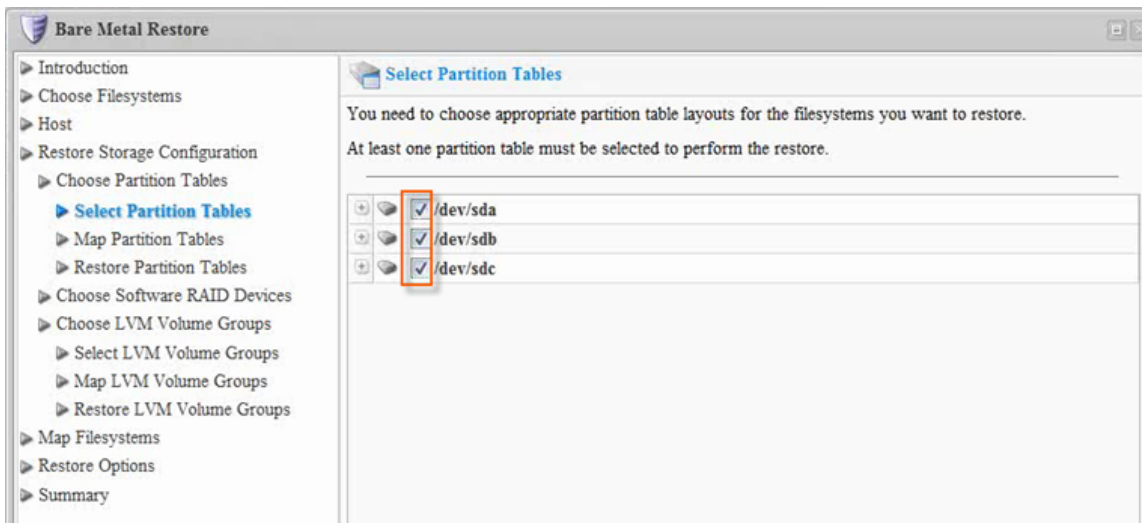 Bare Metal Restore
Introduction
Choose Filesystems
Host
Restore Storage Configuration
Choose Partition Tables
Select Partition Tables
Map Partition Tables
Restore Partition Tables
Choose Software RAID Devices
Choose LVM Volume Groups
Select LVM Volume Groups
Map LVM Volume Groups
Restore LVM Volume Groups
Map Filesystems
Restore Options
Summary
Select Partition Tables
You need to choose appropriate partition table layouts for the filesystems you want to restore.
At least one partition table must be selected to perform the restore.
/dev/sda
/dev/sdb
/dev/sdc